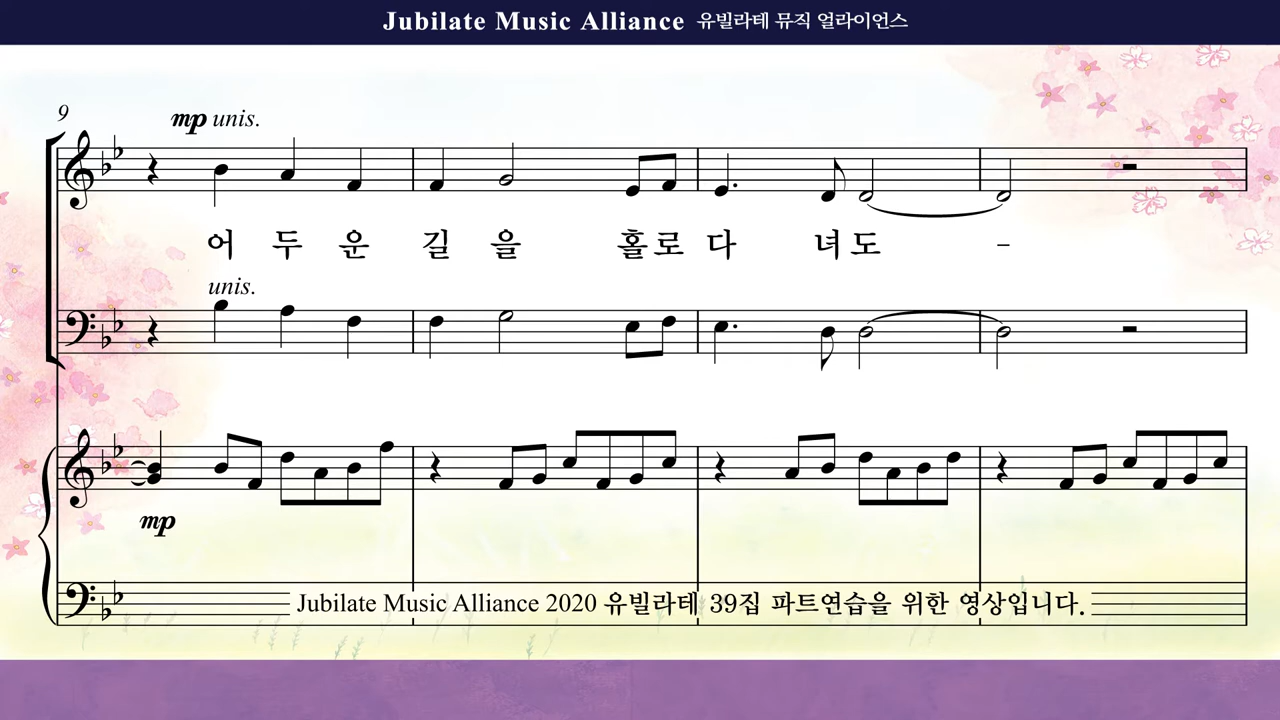 Jubilate Music Alliance 유빌라테 뮤직 얼라이언스
9
mp unis.
어 두 운 길 을 홀 로 다 녀 도 -
unis.
mp
Jubilate Music Alliance 2020 유빌라테 39집 파트연습을 위한 영상입니다.